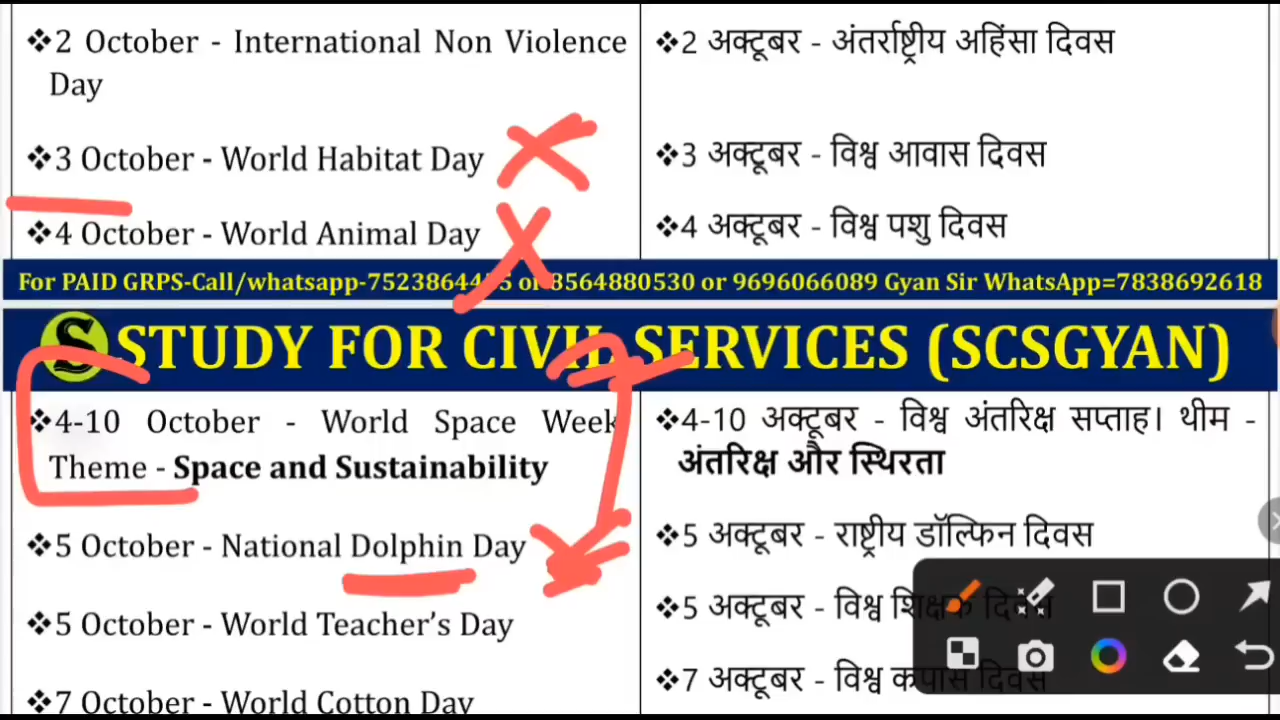 ❖2 October - International Non Violence
Day
❖3 October - World Habitat Day
❖4 October - World Animal Day
❖2 अक्टूबर - अंतर्राष्ट्रीय अहिंसा दिवस
❖3 अक्टूबर - विश्व आवास दिवस
❖4 अक्टूबर - विश्व पशु दिवस
For PAID GRPS-Call/whatsapp- or 8564880530 or 9696066089 Gyan Sir WhatsApp=7838692618
S STUDY FOR CIVIL SERVICES (SCSGYAN)
❖4-10 October - World Space Week
Theme - Space and Sustainability
❖5 October - National Dolphin Day
❖5 October - World Teacher’s Day
❖7 October - World Cotton Day
❖4-10 अक्टूबर - विश्व अंतरिक्ष सप्ताह। थीम -
अंतरिक्ष और स्थिरता
❖5 अक्टूबर - राष्ट्रीय डॉल्फिन दिवस
❖5 अक्टूबर - विश्व शिक्षक दिवस
❖7 अक्टूबर - विश्व कपास दिवस